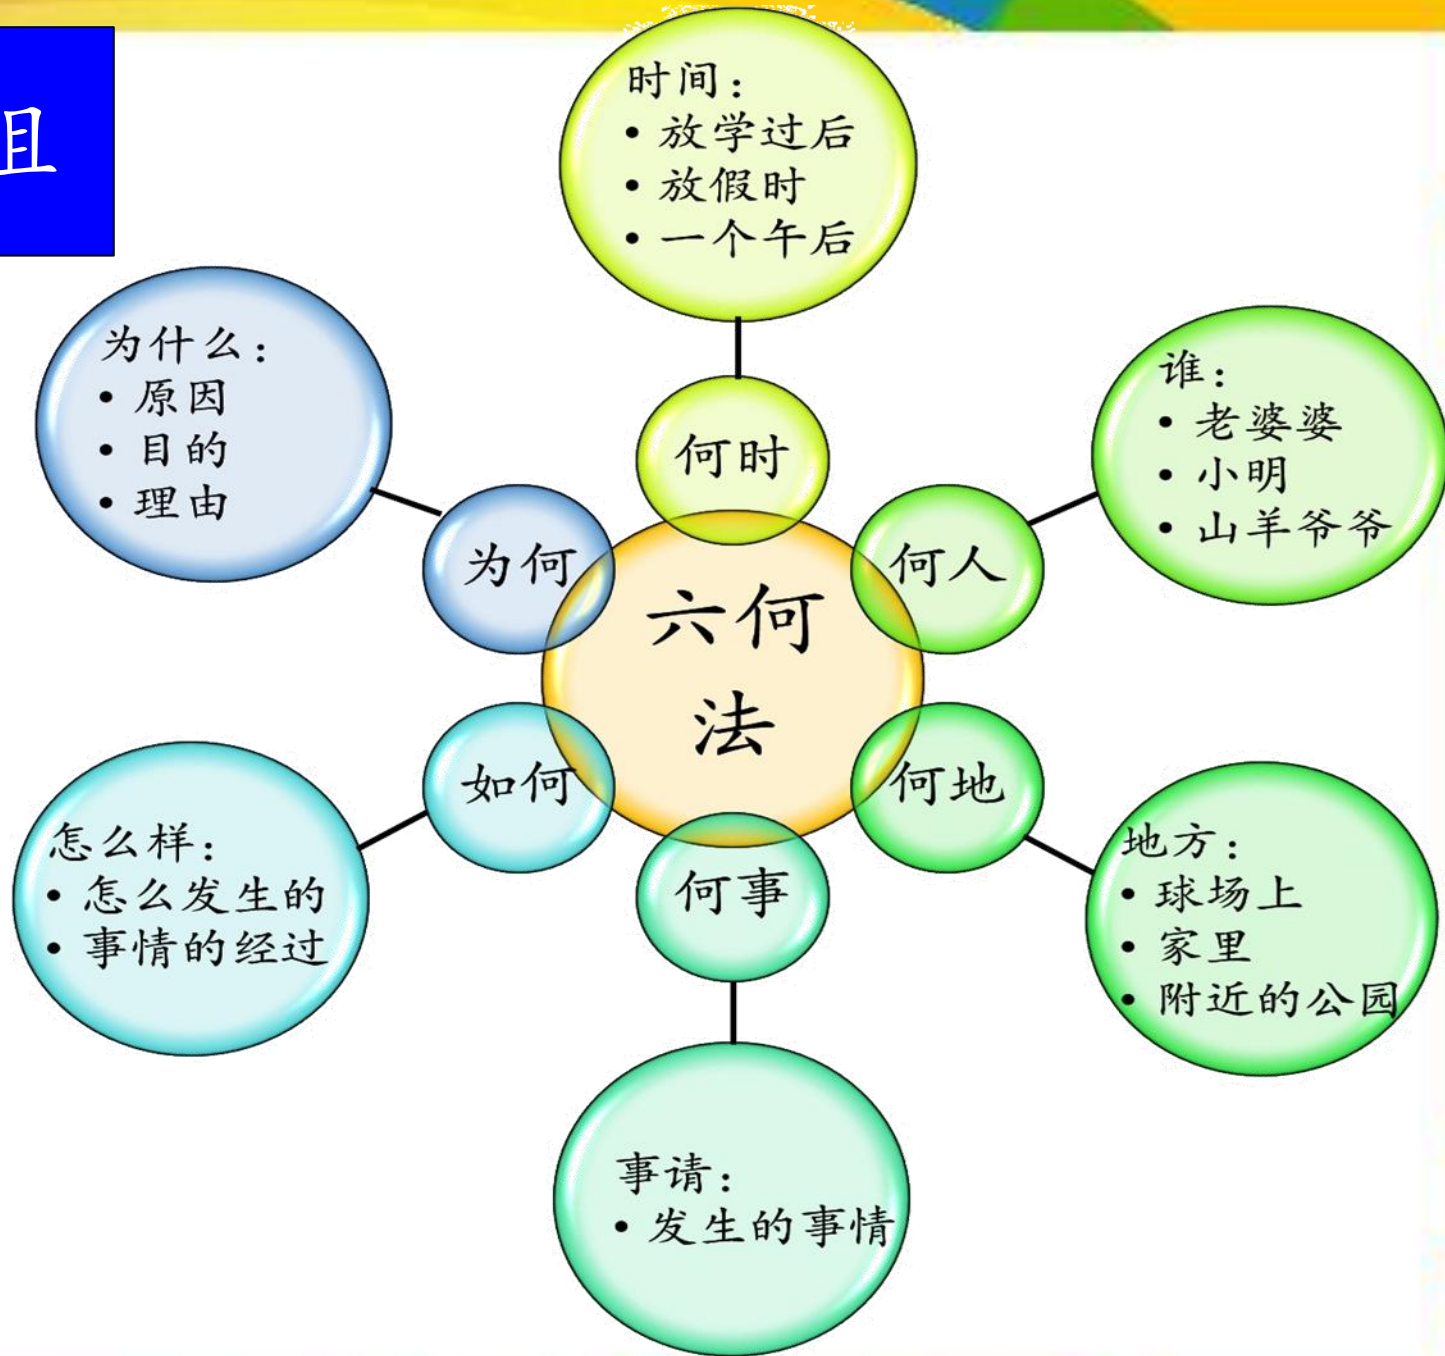 时间：
• 放学过后
• 放假时
• 一个午后
何时
谁：
• 老婆婆
• 小明
• 山羊爷爷
何人
地方：
• 球场上
• 家里
• 附近的公园
何地
事请：
• 发生的事情
何事
怎么样：
• 怎么发生的
• 事情的经过
如何
为什么：
• 原因
• 目的
• 理由
为何
六何
法